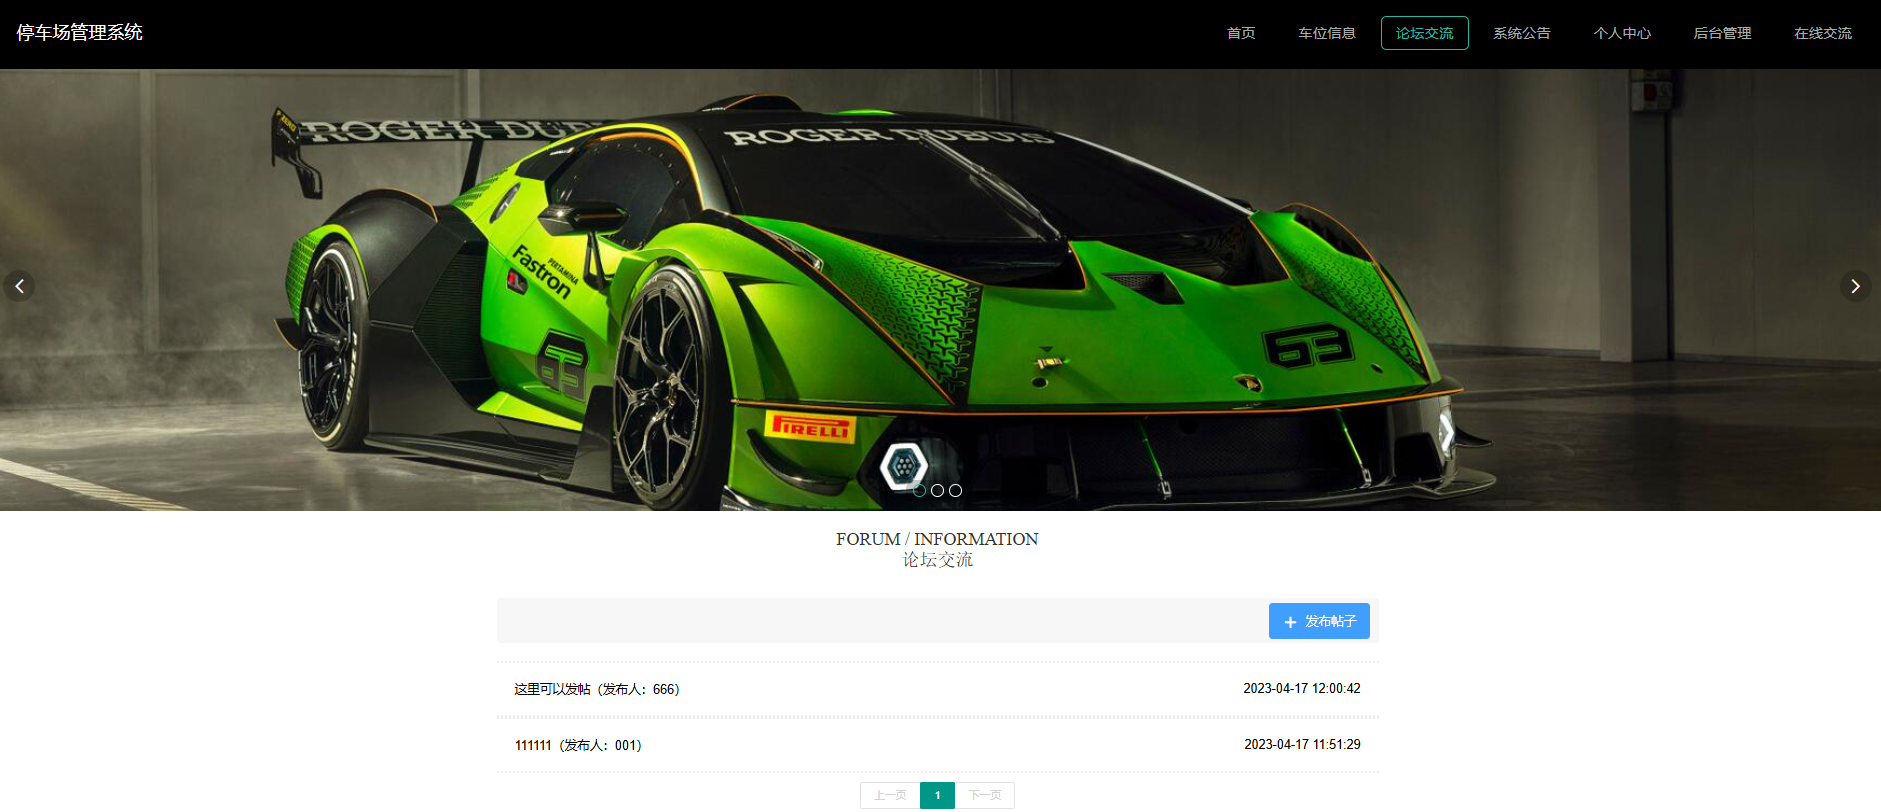 停车场管理系统
首页 车位信息 论坛交流 系统公告 个人中心 后台管理 在线交流
P ZERO
ROGER DUBUIS
ROGER DUBUIS
PERTAMINA
Fastron
63
63
PIRELLI
FORUM / INFORMATION
论坛交流
发布帖子
这里可以发帖（发布人：666） 2023-04-17 12:00:42
111111（发布人：001） 2023-04-17 11:51:29
上一页 1 下一页